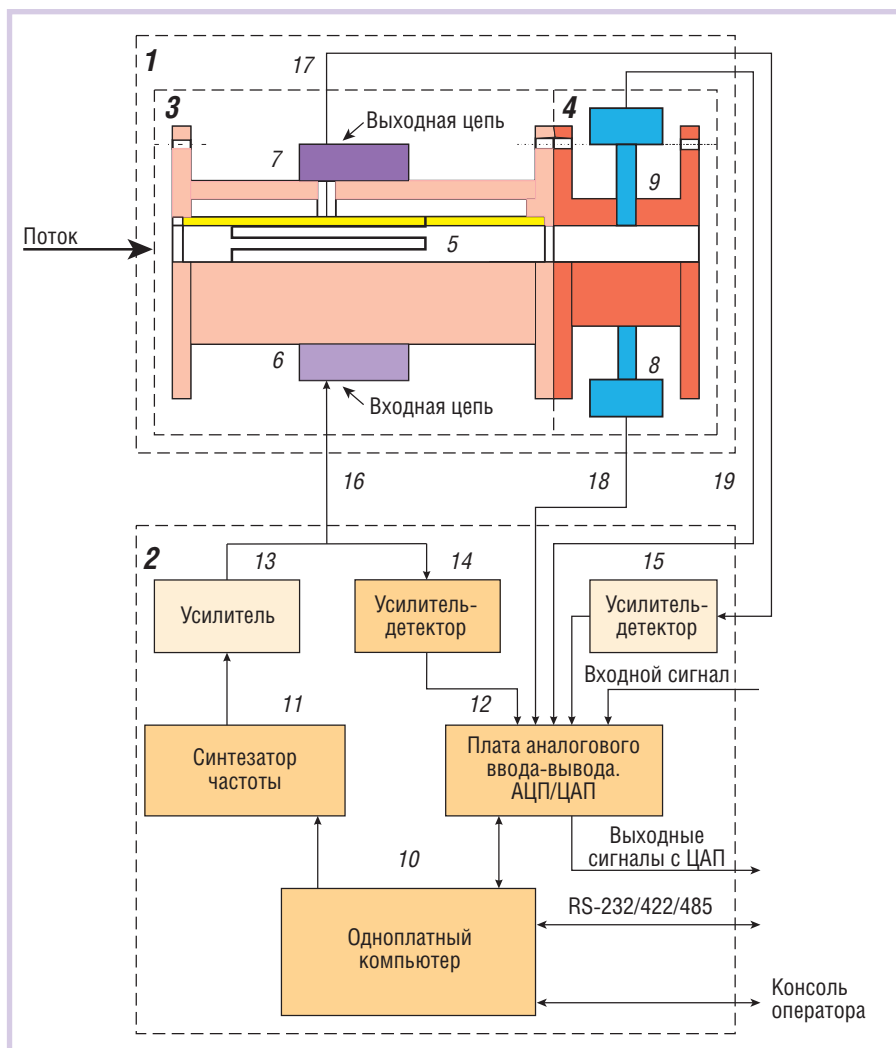 1
17
3
Выходная цепь
4
7
9
Поток
5
6
8
Входная цепь
16
18
19
2
13
14
15
Усилитель
Усилитель-
детектор
Усилитель-
детектор
Входной сигнал
11
12
Синтезатор
частоты
Плата аналогового
ввода-вывода.
АЦП/ЦАП
Выходные
сигналы с ЦАП
10
RS-232/422/485
Одноплатный
компьютер
Консоль
оператора